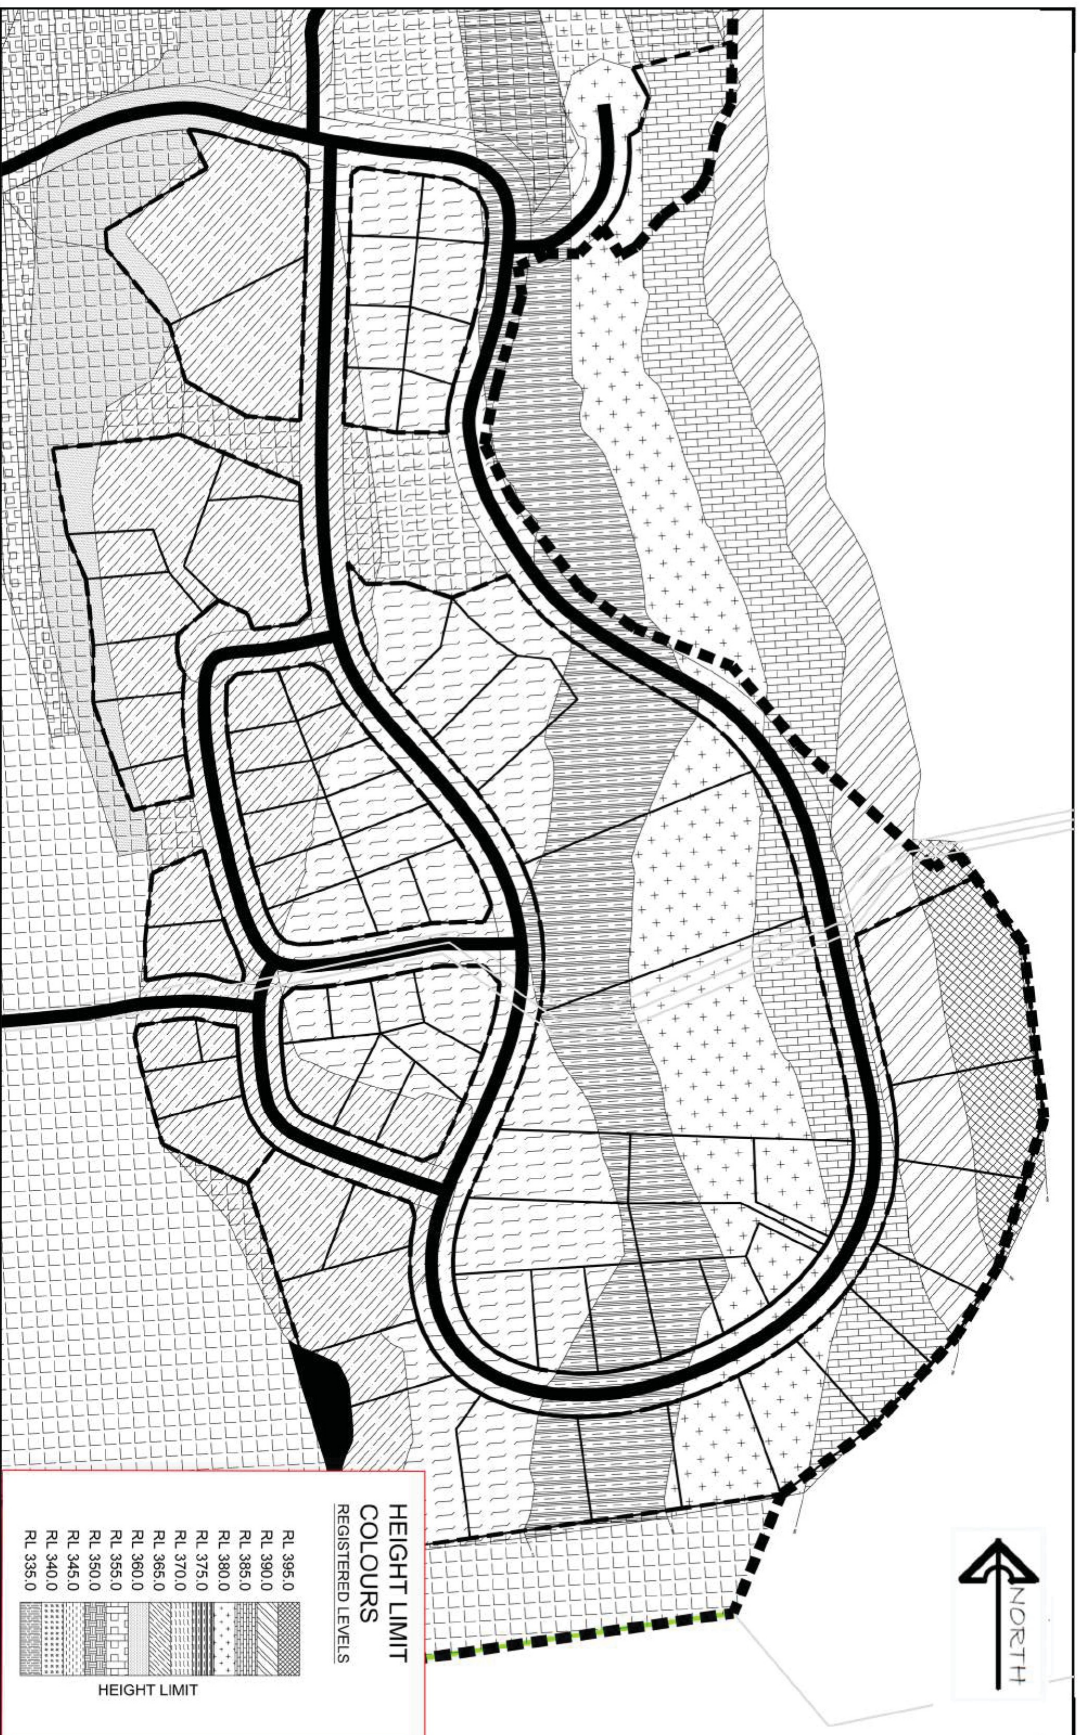 NORTH
HEIGHT LIMIT
COLOURS
REGISTERED LEVELS
RL 395.0
RL 390.0
RL 385.0
RL 380.0
RL 375.0
RL 370.0
RL 365.0
RL 360.0
RL 355.0
RL 350.0
RL 345.0
RL 340.0
RL 335.0
HEIGHT LIMIT